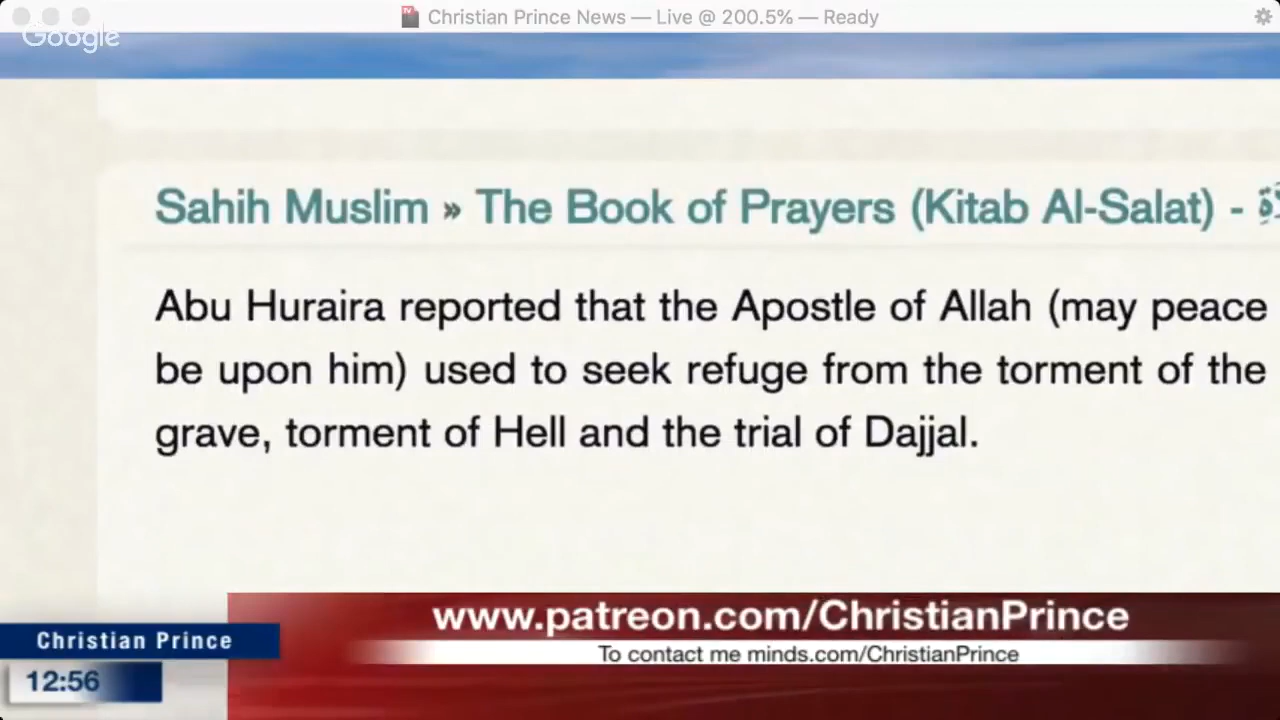 Christian Prince News — Live @ 200.5% — Ready
Google
Sahih Muslim » The Book of Prayers (Kitab Al-Salat) -
Abu Huraira reported that the Apostle of Allah (may peace
be upon him) used to seek refuge from the torment of the
grave, torment of Hell and the trial of Dajjal.
www.patreon.com/ChristianPrince
Christian Prince
To contact me minds.com/ChristianPrince
12:56